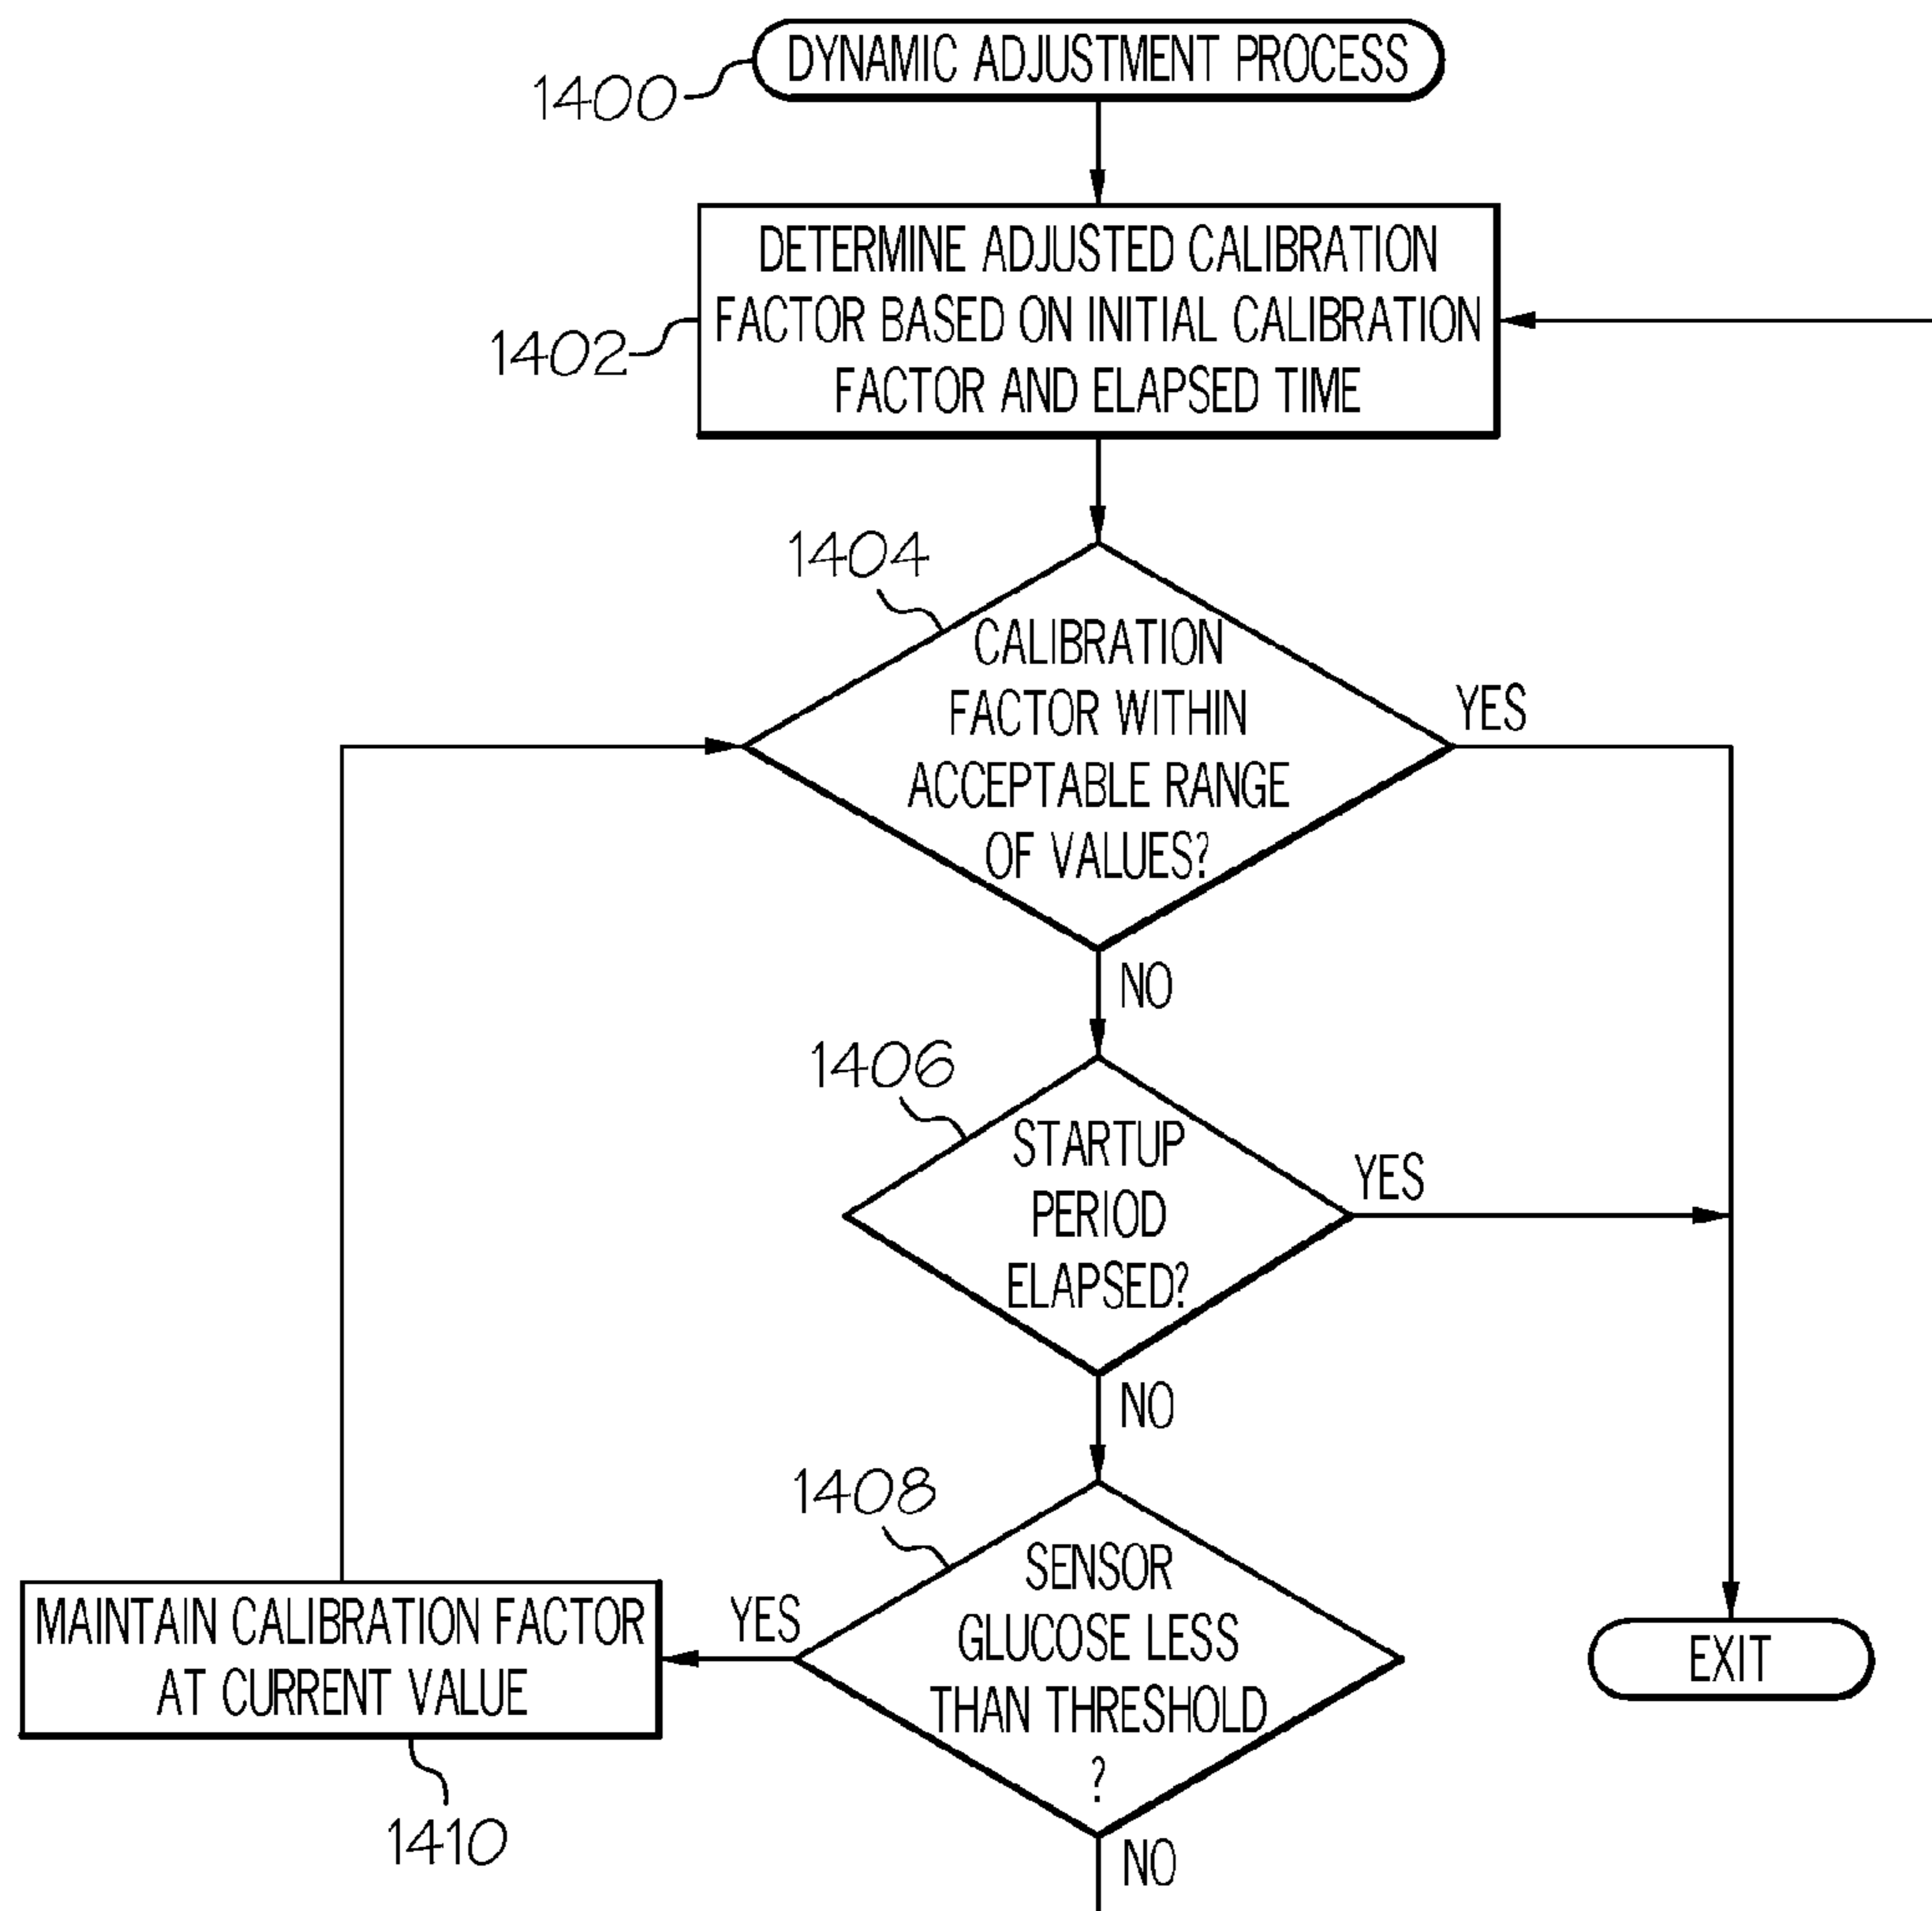 DYNAMIC ADJUSTMENT PROCESS
1400
DETERMINE ADJUSTED CALIBRATION
FACTOR BASED ON INITIAL CALIBRATION
FACTOR AND ELAPSED TIME
1402
1404
CALIBRATION
FACTOR WITHIN
ACCEPTABLE RANGE
OF VALUES?
YES
NO
1406
STARTUP
PERIOD
ELAPSED?
YES
NO
1408
SENSOR
GLUCOSE LESS
THAN THRESHOLD
?
YES
MAINTAIN CALIBRATION FACTOR
AT CURRENT VALUE
1410
EXIT
NO